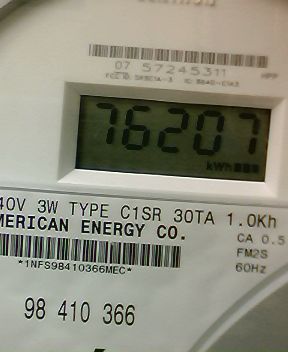 07 57245311
76207
kWh
40V 3W TYPE C1SR 30TA 1.0Kh
MERICAN ENERGY CO.
CA 0.5
FM2S
60Hz
*1NFS98410366MEC*
98 410 366